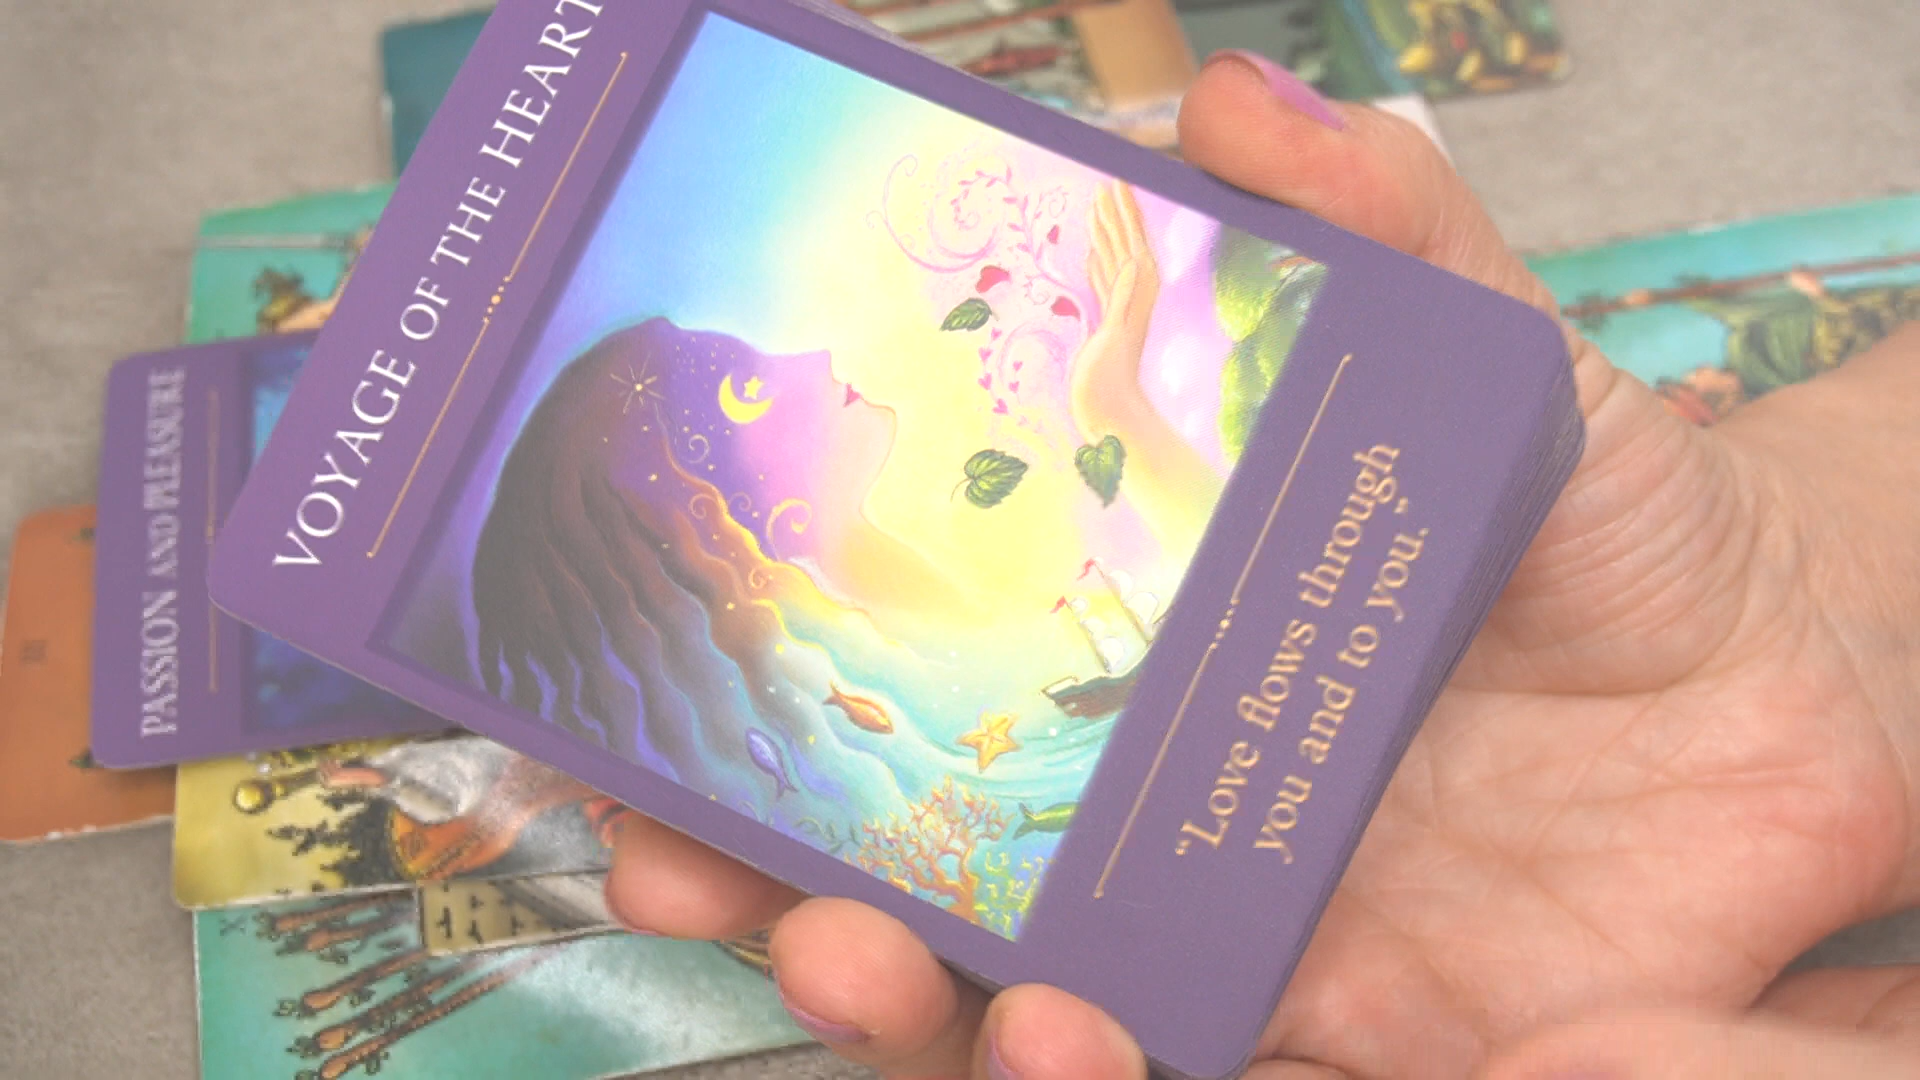 VOYAGE OF THE HEART
"Love flows through
you and to you."
PASSION AND PLEASURE